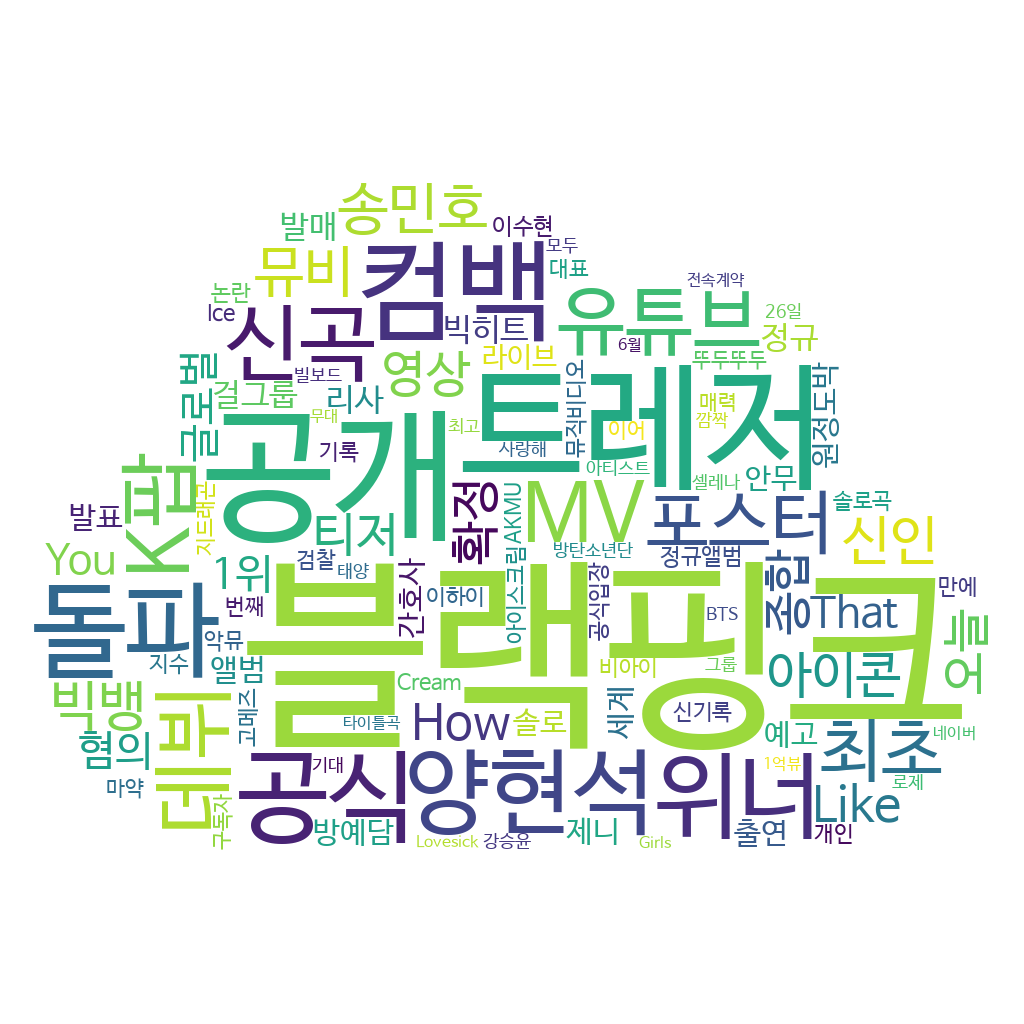 송민호
발매
이수현
모두
컴백
뮤비
대표
전속계약
논란
Ice
신곡
빅히트
유튜브
26일
정규
6월
영상
라이브
뚜두뚜두
글로벌
걸그룹
빌보드
리사
트레저
뮤직비디오
매력
깜짝
원정도박
무대
공개
최고
이어
기록
사랑해
아티스트
셀레나
안무
K팝
지드래곤
확정
AKMU
MV
포스터
솔로곡
발표
티저
신인
You
1위
검찰
태양
아이스크림
방탄소년단
정규앨범
종합
만에
돌파
번째
간호사
이하이
블랙핑크
공식입장
BTS
That
들어
악뮤
지수
앨범
Cream
비아이
그룹
아이콘
빅뱅
데뷔
고메즈
타이틀곡
How
솔로
세계
신기록
예고
최초
네이버
혐의
마약
기대
공식
양현석
위너
1억뷰
로제
Like
구독자
방예담
Lovesick
강승윤
제니
Girls
출연
개인